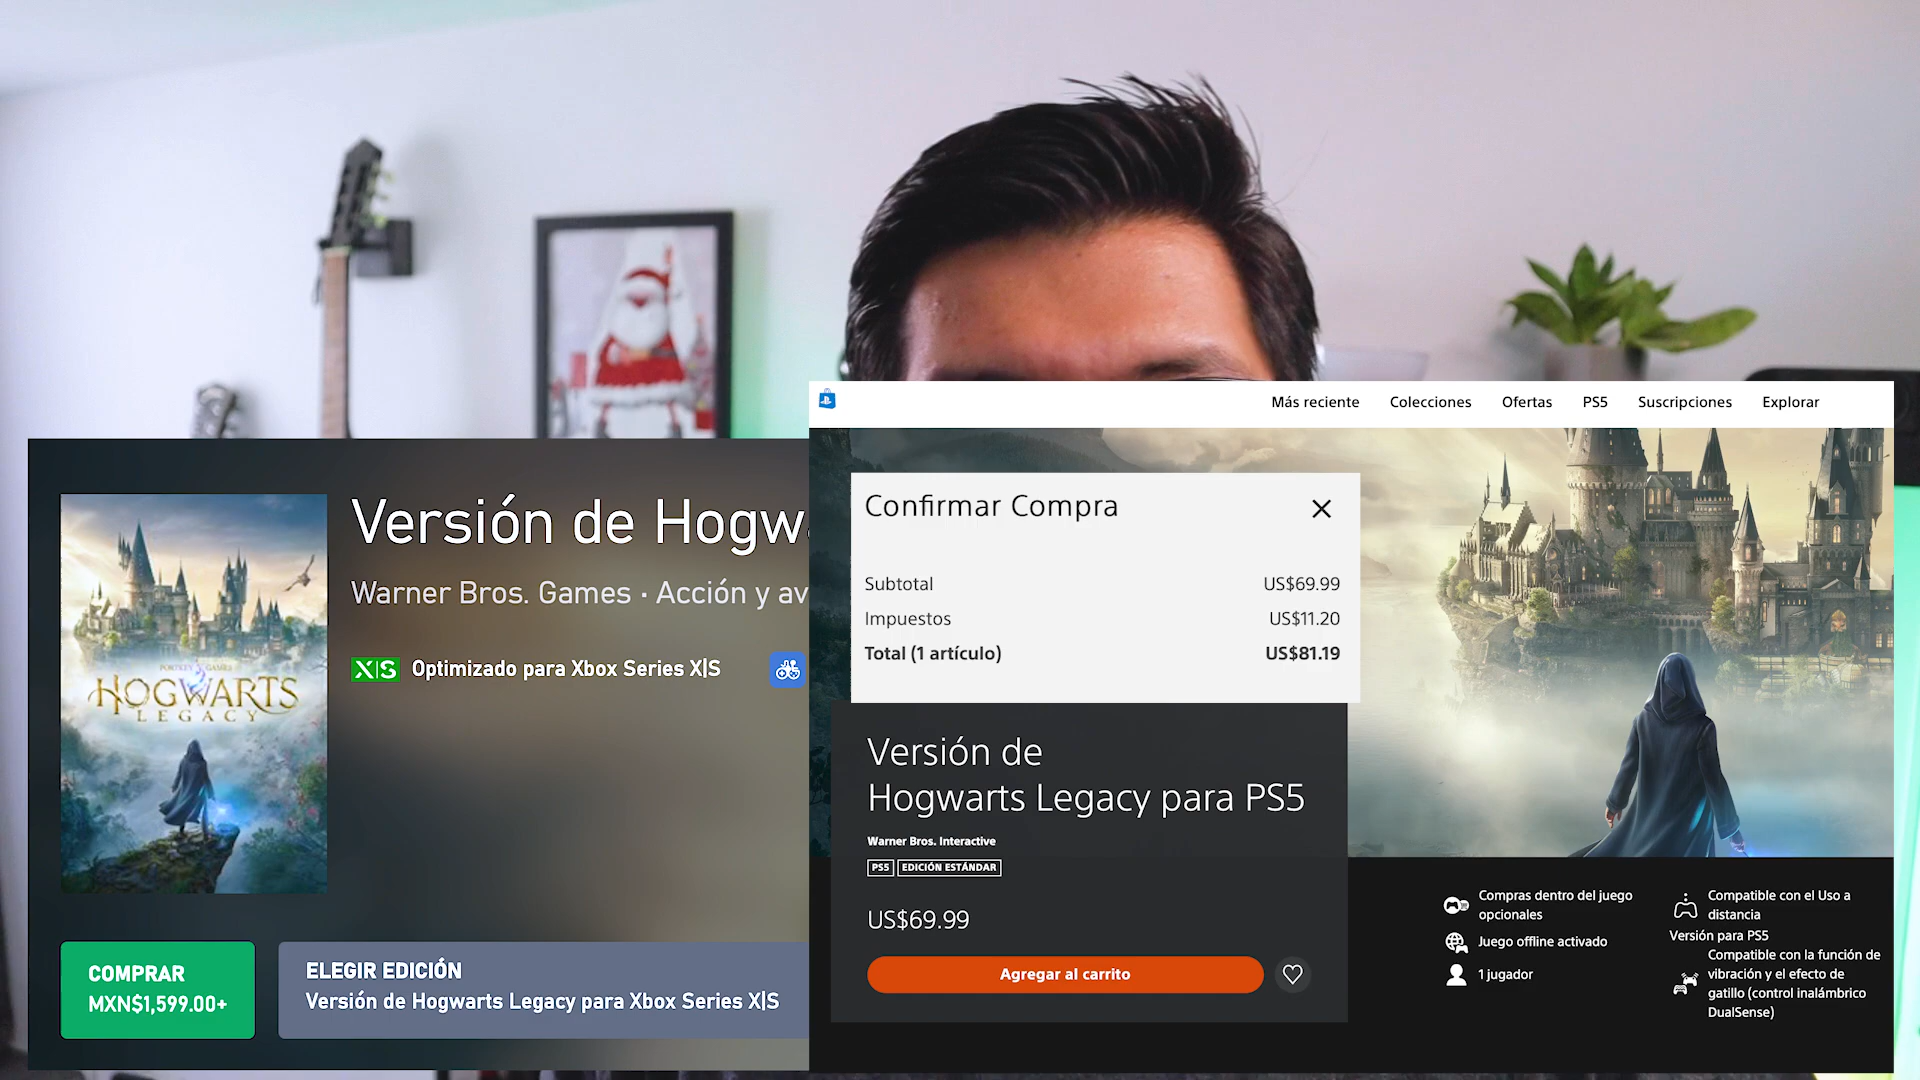 Versión de Hogw
Warner Bros. Games · Acción y av
X|S Optimizado para Xbox Series X|S
PORTKEY GAMES
HOGWARTS
LEGACY
COMPRAR
MXN$1,599.00+
ELEGIR EDICIÓN
Versión de Hogwarts Legacy para Xbox Series X|S
Más reciente Colecciones Ofertas PS5 Suscripciones Explorar
Confirmar Compra
Subtotal US$69.99
Impuestos US$11.20
Total (1 artículo) US$81.19
Versión de
Hogwarts Legacy para PS5
Warner Bros. Interactive
PS5 EDICIÓN ESTÁNDAR
US$69.99
Agregar al carrito
Compras dentro del juego
opcionales
Juego offline activado
1 jugador
Compatible con el Uso a
distancia
Versión para PS5
Compatible con la función de
vibración y el efecto de
gatillo (control inalámbrico
DualSense)